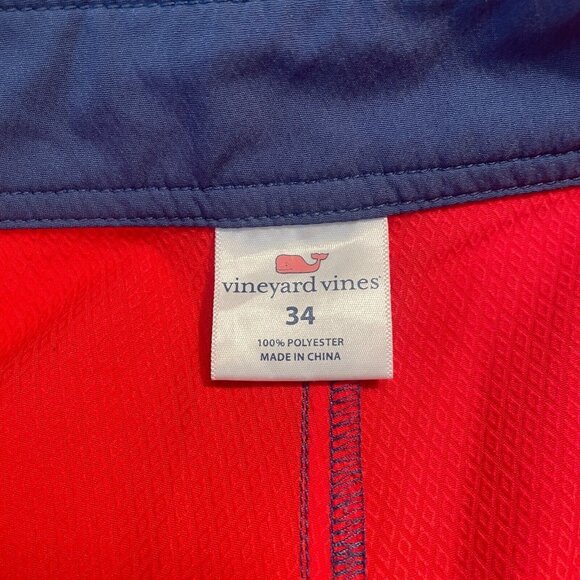 vineyard vines®
34
100% POLYESTER
MADE IN CHINA